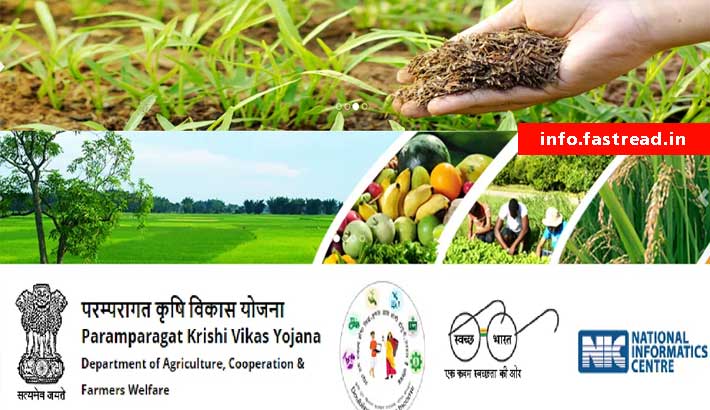 info.fastread.in
परम्परागत कृषि विकास योजना
Paramparagat Krishi Vikas Yojana
Department of Agriculture, Cooperation &
Farmers Welfare
सत्यमेव जयते
स्वच्छ भारत
एक कदम स्वच्छता की ओर
NATIONAL
INFORMATICS
CENTRE